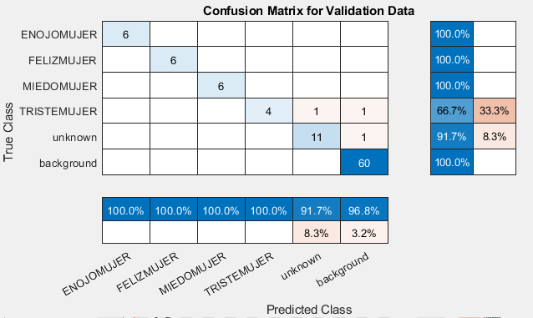 Confusion Matrix for Validation Data
ENOJOMUJER 6 100.0%
FELIZMUJER 6 100.0%
MIEDOMUJER 6 100.0%
TRISTEMUJER 4 1 1 66.7% 33.3%
unknown 11 1 91.7% 8.3%
background 60 100.0%
True Class
100.0% 100.0% 100.0% 100.0% 91.7% 96.8%
8.3% 3.2%
ENOJOMUJER FELIZMUJER MIEDOMUJER TRISTEMUJER unknown background
Predicted Class